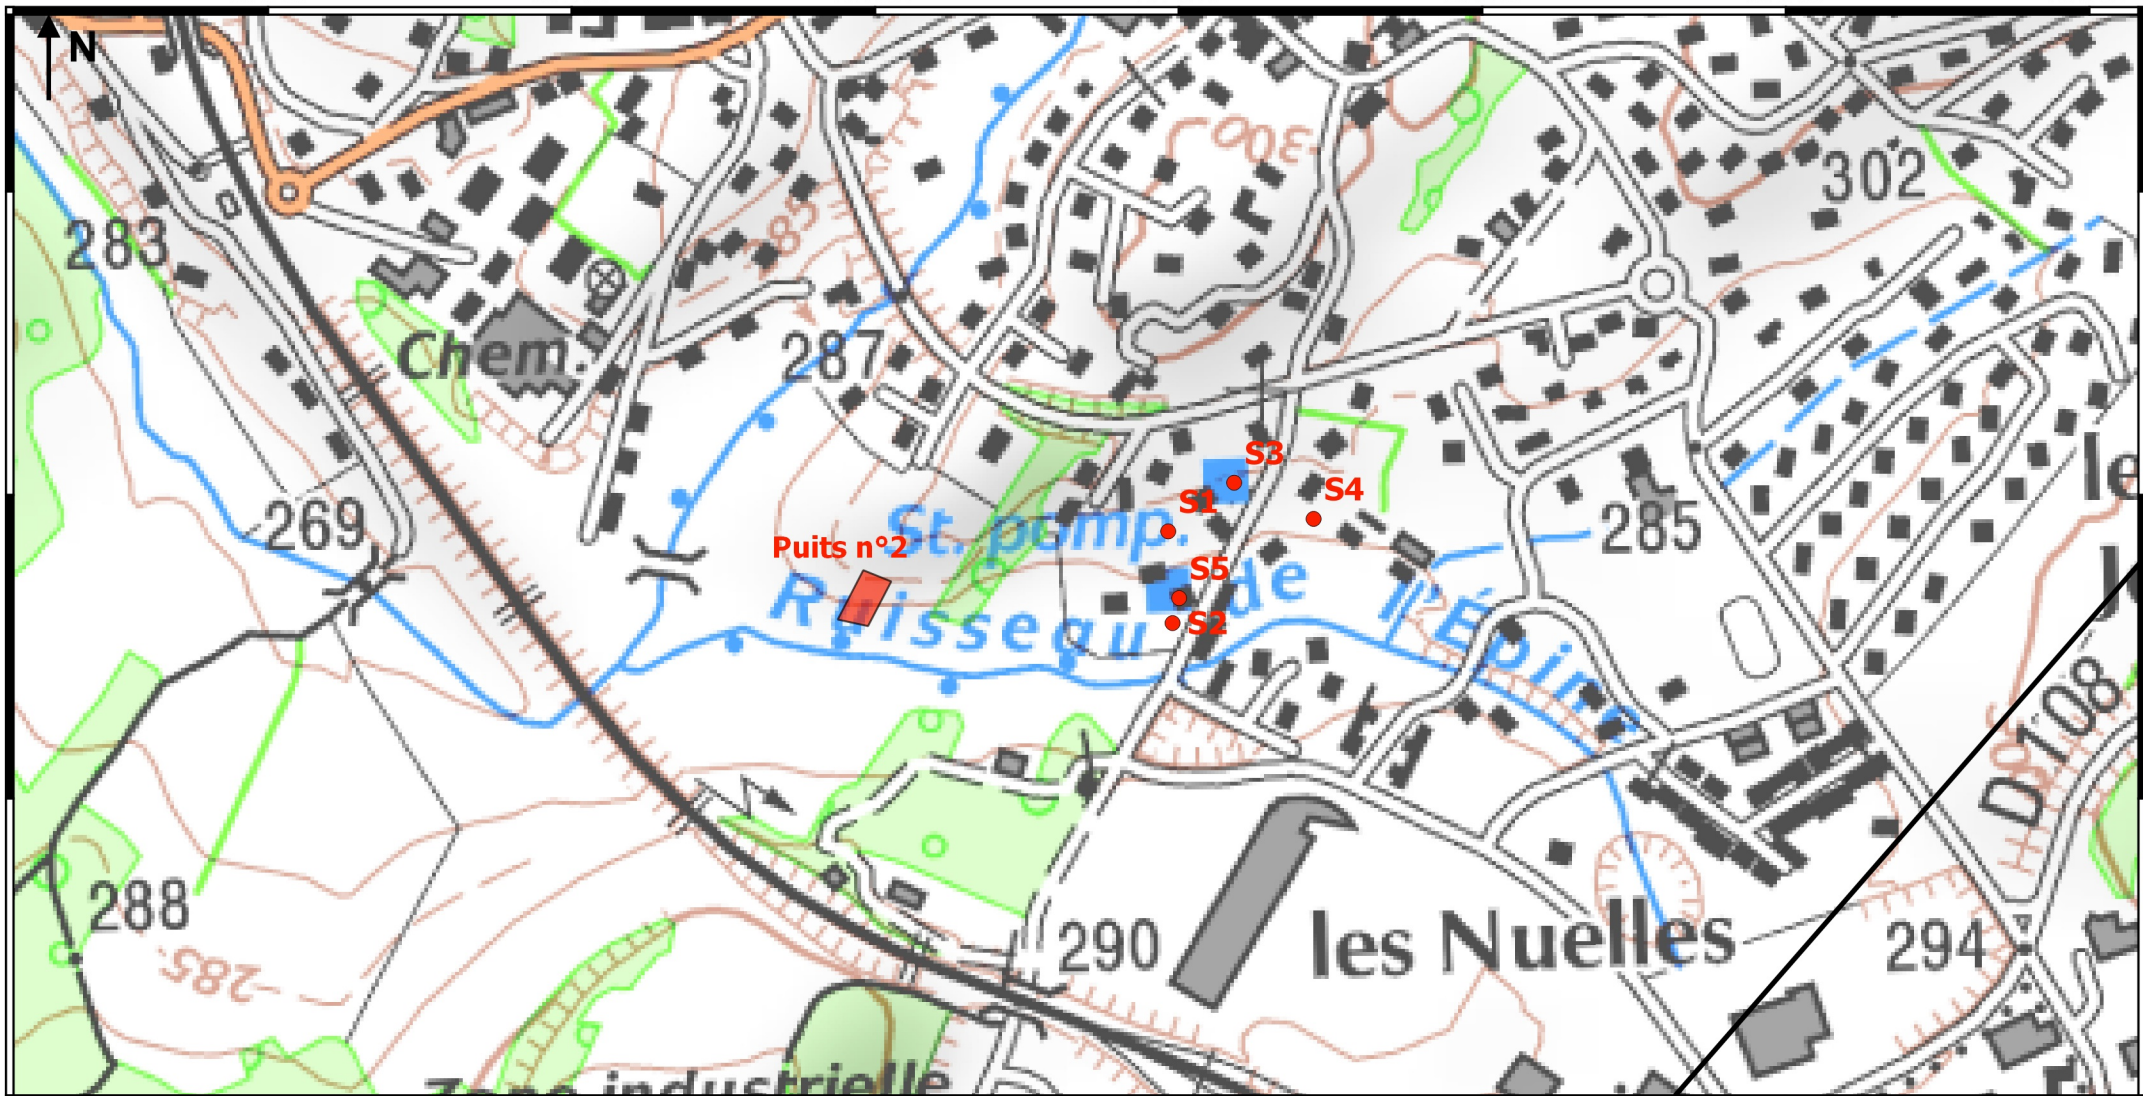 N
300
302
283
285
Chem.
287
S3
S1
S4
269
St. pomp.
285
Puits n°2
S5
Ruisseau de l'Épine
S2
D 108
288
285
290
les Nuelles
294
Zone industrielle